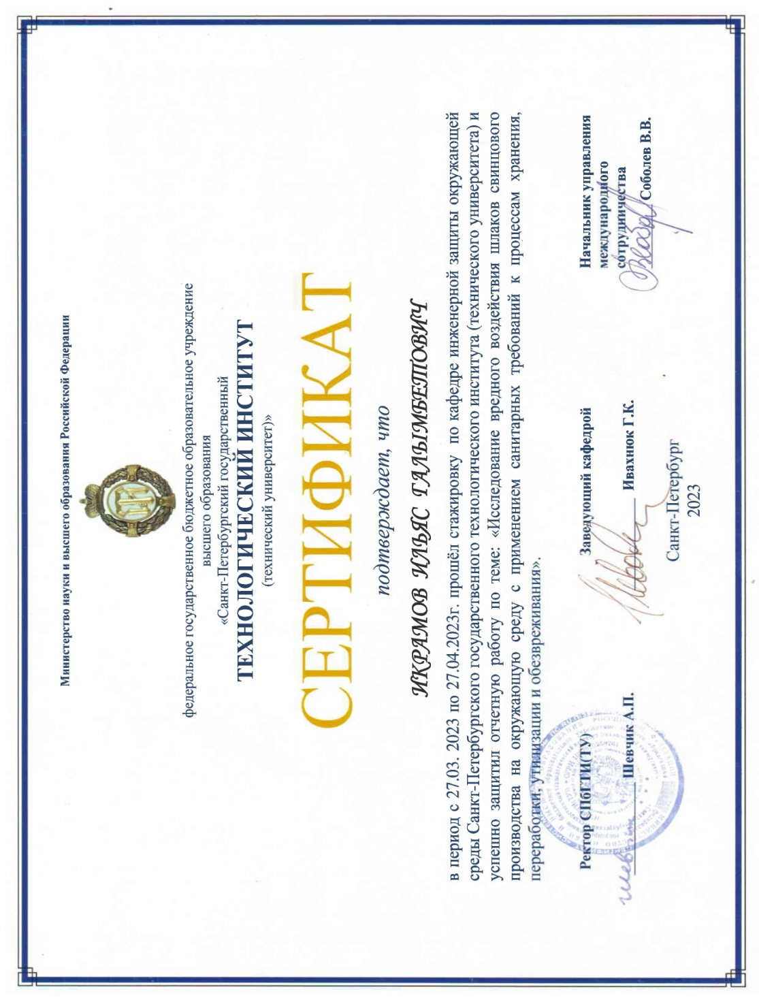 Министерство науки и высшего образования Российской Федерации
федеральное государственное бюджетное образовательное учреждение
высшего образования
«Санкт-Петербургский государственный
ТЕХНОЛОГИЧЕСКИЙ ИНСТИТУТ
(технический университет)»
СЕРТИФИКАТ
подтверждает, что
ИКРАМОВ ИЛЬЯС ГАЛЫМБЕТОВИЧ
в период с 27.03. 2023 по 27.04.2023г. прошёл стажировку по кафедре инженерной защиты окружающей
среды Санкт-Петербургского государственного технологического института (технического университета) и
успешно защитил отчетную работу по теме: «Исследование вредного воздействия шлаков свинцового
производства на окружающую среду с применением санитарных требований к процессам хранения,
переработки, утилизации и обезвреживания».
Ректор СПбГТИ(ТУ)
Шевчик А.П.
Заведующий кафедрой
Ивахнюк Г.К.
Начальник управления
международного
сотрудничества
Соболев В.В.
Санкт-Петербург
2023